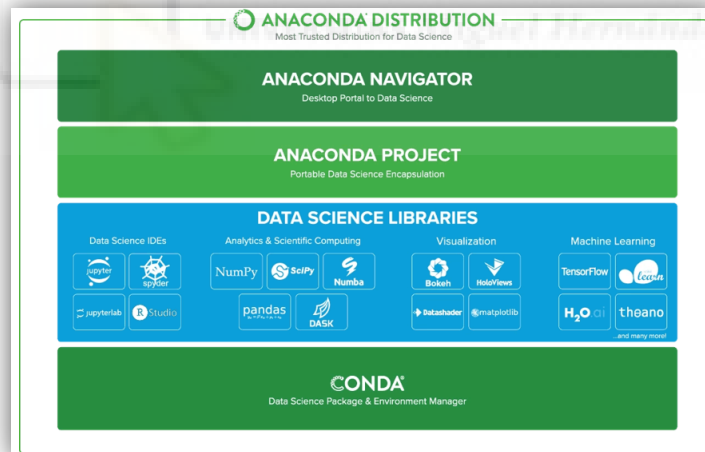 ANACONDA DISTRIBUTION
Most Trusted Distribution for Data Science
ANACONDA NAVIGATOR
Desktop Portal to Data Science
ANACONDA PROJECT
Portable Data Science Encapsulation
DATA SCIENCE LIBRARIES
Data Science IDEs
jupyter
spyder
jupyterlab
R Studio
Analytics & Scientific Computing
NumPy
SciPy
Numba
pandas
DASK
Visualization
Bokeh
HoloViews
Datashader
matplotlib
Machine Learning
TensorFlow
learn
H2O.ai
theano
...and many more!
CONDA
Data Science Package & Environment Manager